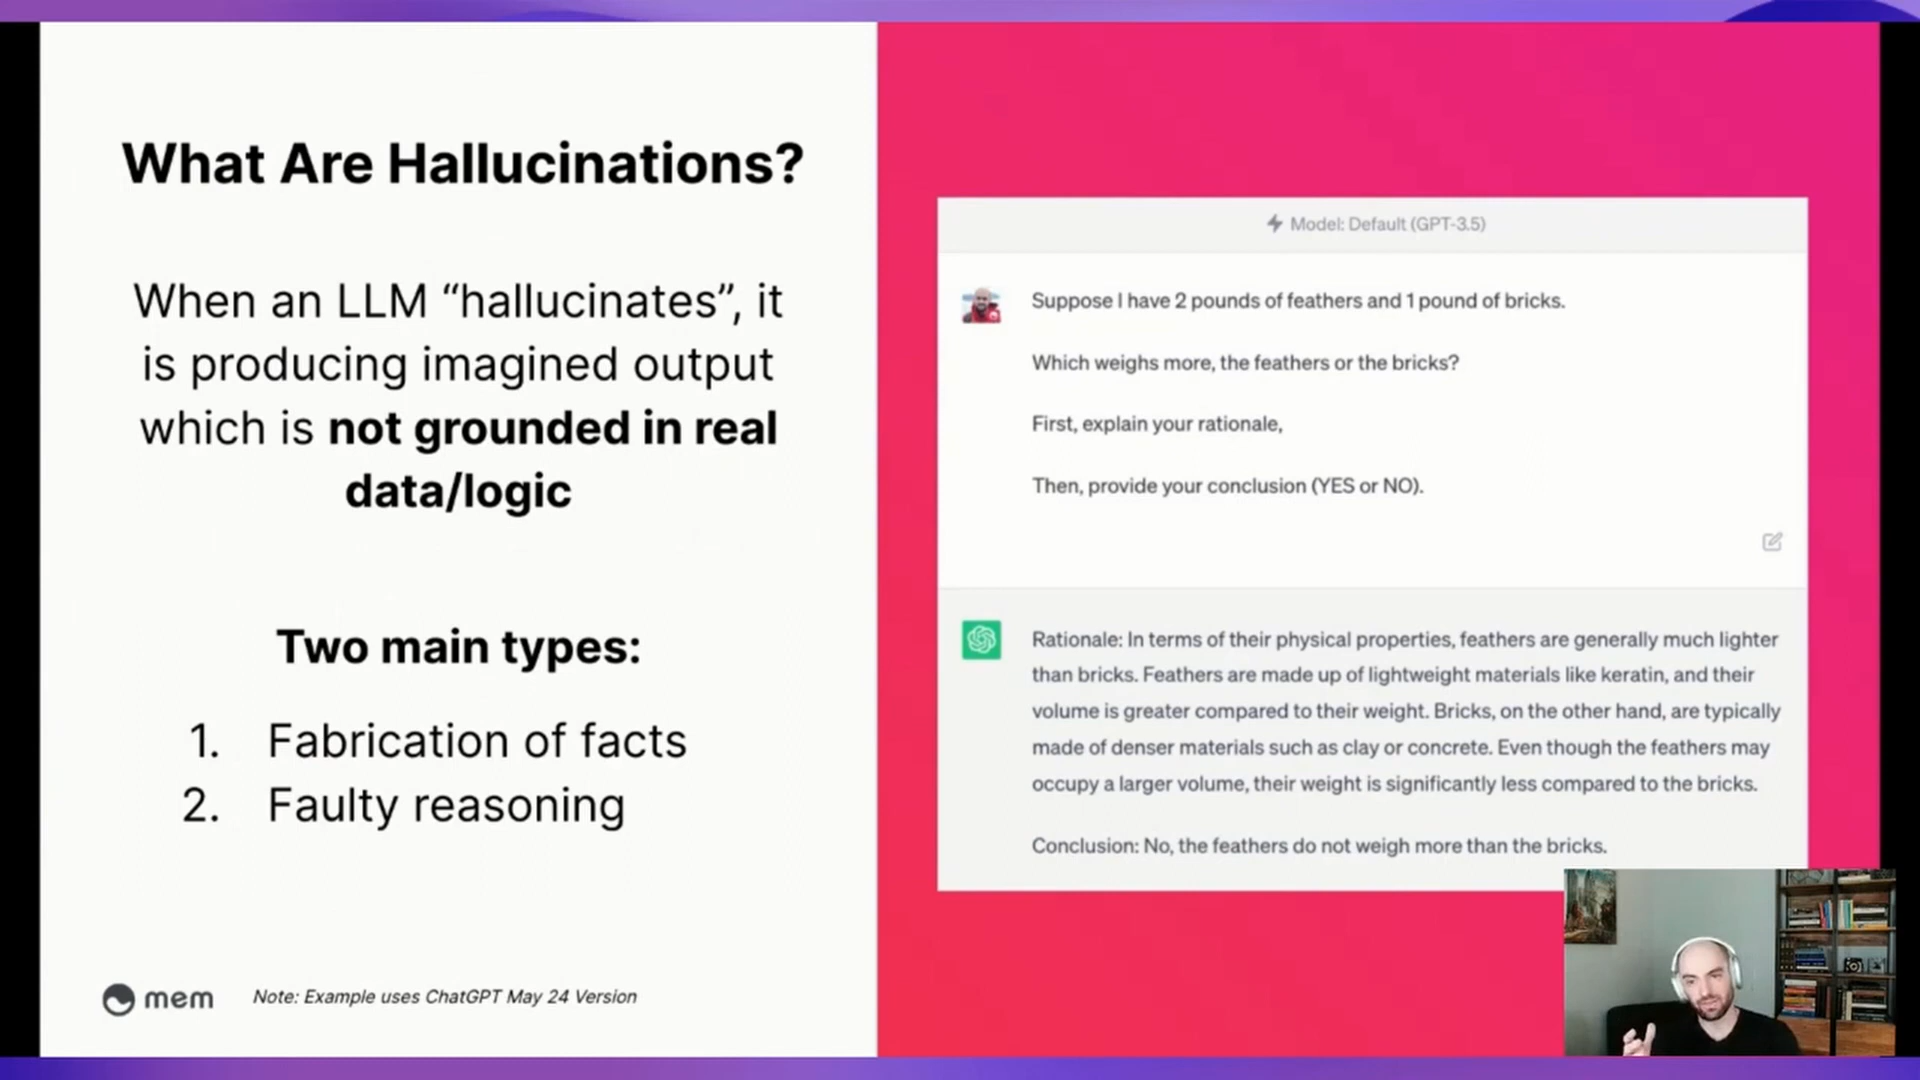 What Are Hallucinations?
When an LLM “hallucinates”, it
is producing imagined output
which is not grounded in real
data/logic
Two main types:
1. Fabrication of facts
2. Faulty reasoning
mem
Note: Example uses ChatGPT May 24 Version
Model: Default (GPT-3.5)
Suppose I have 2 pounds of feathers and 1 pound of bricks.
Which weighs more, the feathers or the bricks?
First, explain your rationale,
Then, provide your conclusion (YES or NO).
Rationale: In terms of their physical properties, feathers are generally much lighter
than bricks. Feathers are made up of lightweight materials like keratin, and their
volume is greater compared to their weight. Bricks, on the other hand, are typically
made of denser materials such as clay or concrete. Even though the feathers may
occupy a larger volume, their weight is significantly less compared to the bricks.
Conclusion: No, the feathers do not weigh more than the bricks.